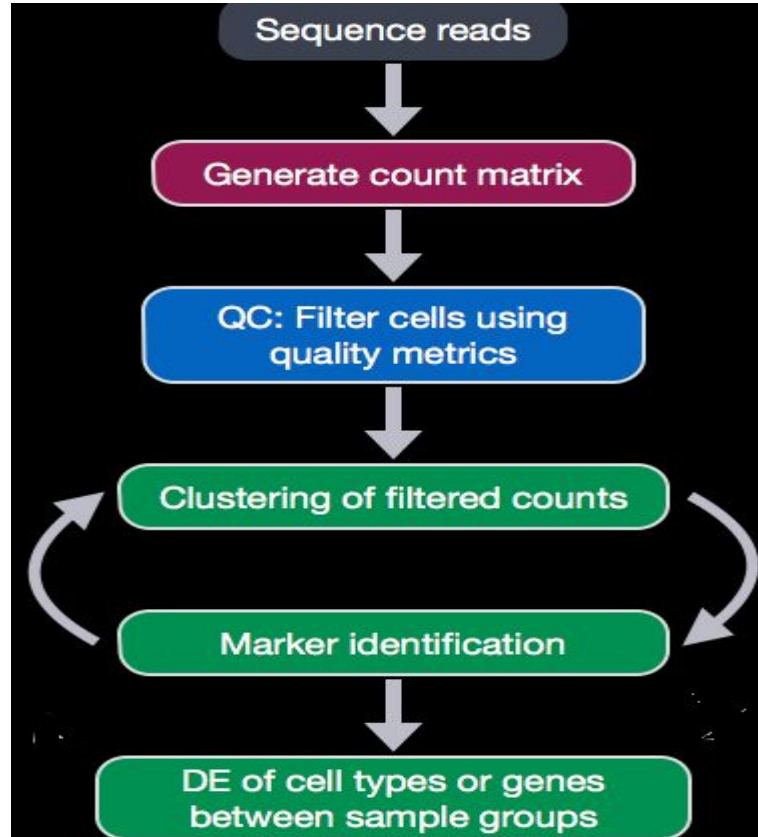 Sequence reads
Generate count matrix
QC: Filter cells using
quality metrics
Clustering of filtered counts
Marker identification
DE of cell types or genes
between sample groups